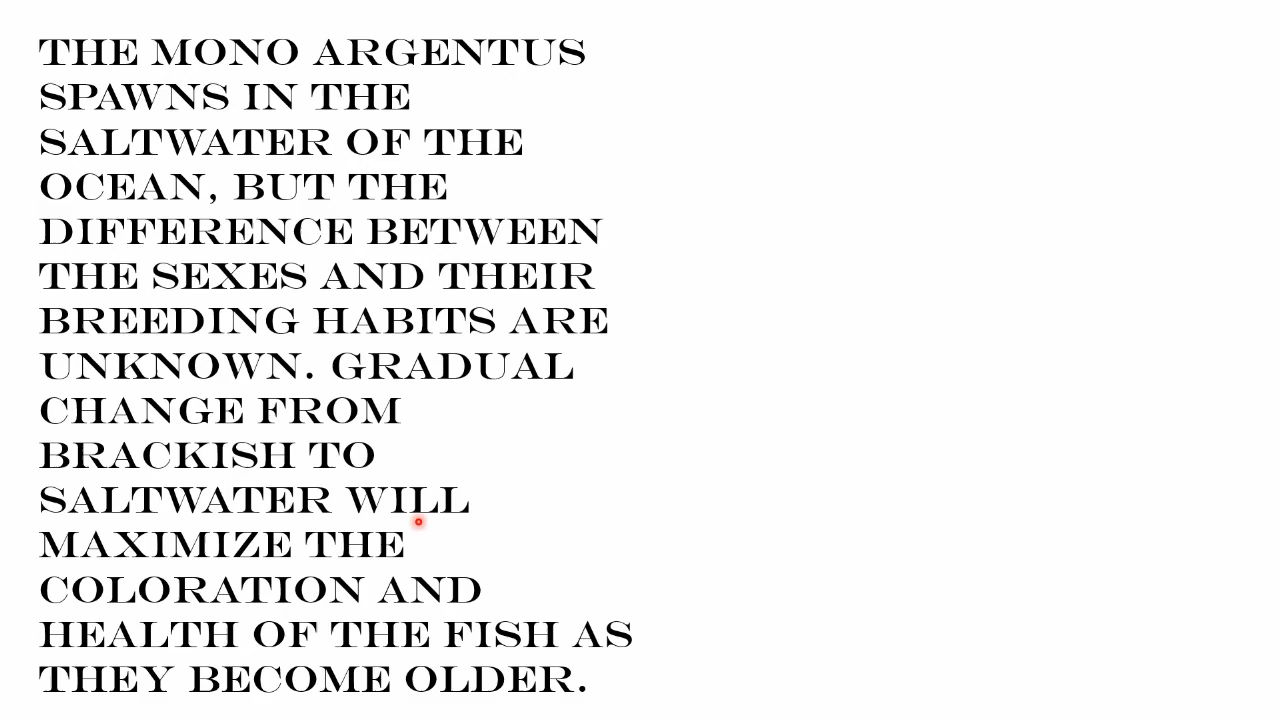 THE MONO ARGENTUS
SPAWNS IN THE
SALTWATER OF THE
OCEAN, BUT THE
DIFFERENCE BETWEEN
THE SEXES AND THEIR
BREEDING HABITS ARE
UNKNOWN. GRADUAL
CHANGE FROM
BRACKISH TO
SALTWATER WILL
MAXIMIZE THE
COLORATION AND
HEALTH OF THE FISH AS
THEY BECOME OLDER.